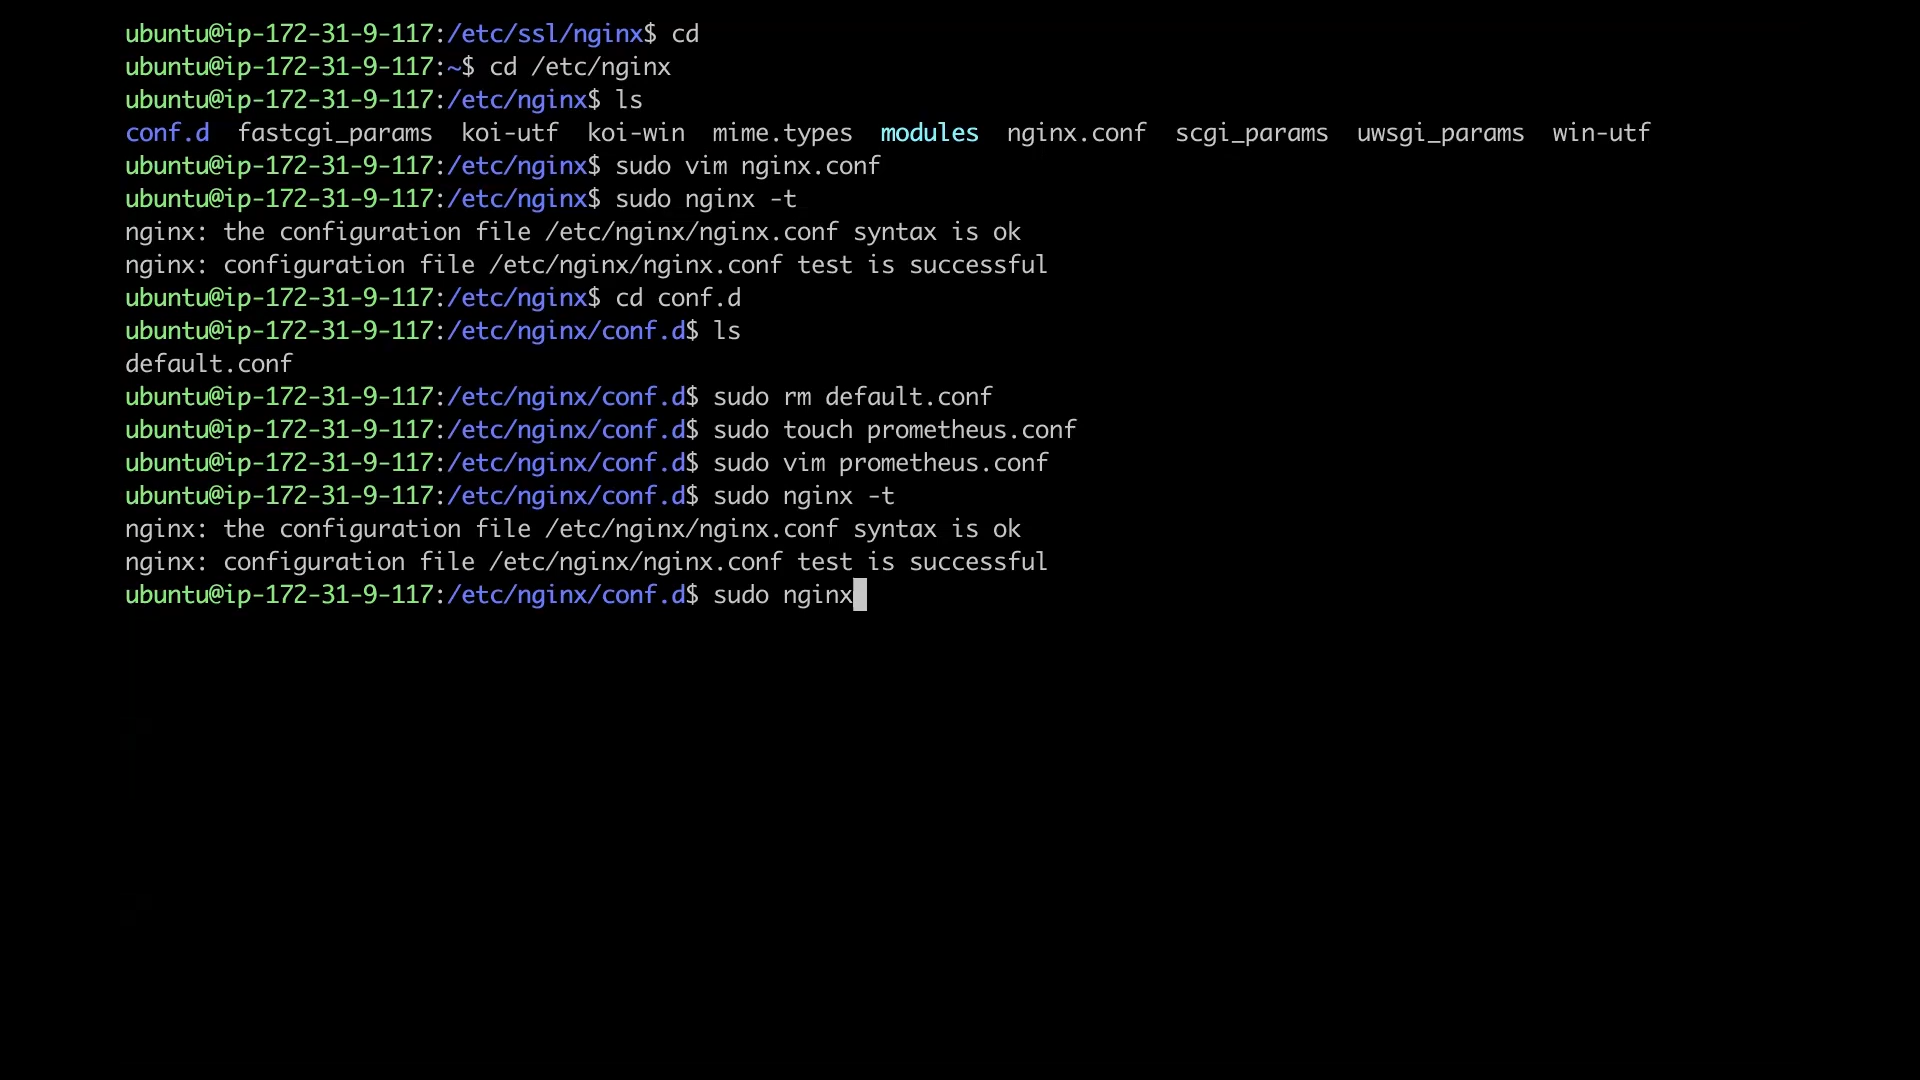 ubuntu@ip-172-31-9-117:/etc/ssl/nginx$ cd
ubuntu@ip-172-31-9-117:~$ cd /etc/nginx
ubuntu@ip-172-31-9-117:/etc/nginx$ ls
conf.d  fastcgi_params  koi-utf  koi-win  mime.types  modules  nginx.conf  scgi_params  uwsgi_params  win-utf
ubuntu@ip-172-31-9-117:/etc/nginx$ sudo vim nginx.conf
ubuntu@ip-172-31-9-117:/etc/nginx$ sudo nginx -t
nginx: the configuration file /etc/nginx/nginx.conf syntax is ok
nginx: configuration file /etc/nginx/nginx.conf test is successful
ubuntu@ip-172-31-9-117:/etc/nginx$ cd conf.d
ubuntu@ip-172-31-9-117:/etc/nginx/conf.d$ ls
default.conf
ubuntu@ip-172-31-9-117:/etc/nginx/conf.d$ sudo rm default.conf
ubuntu@ip-172-31-9-117:/etc/nginx/conf.d$ sudo touch prometheus.conf
ubuntu@ip-172-31-9-117:/etc/nginx/conf.d$ sudo vim prometheus.conf
ubuntu@ip-172-31-9-117:/etc/nginx/conf.d$ sudo nginx -t
nginx: the configuration file /etc/nginx/nginx.conf syntax is ok
nginx: configuration file /etc/nginx/nginx.conf test is successful
ubuntu@ip-172-31-9-117:/etc/nginx/conf.d$ sudo nginx